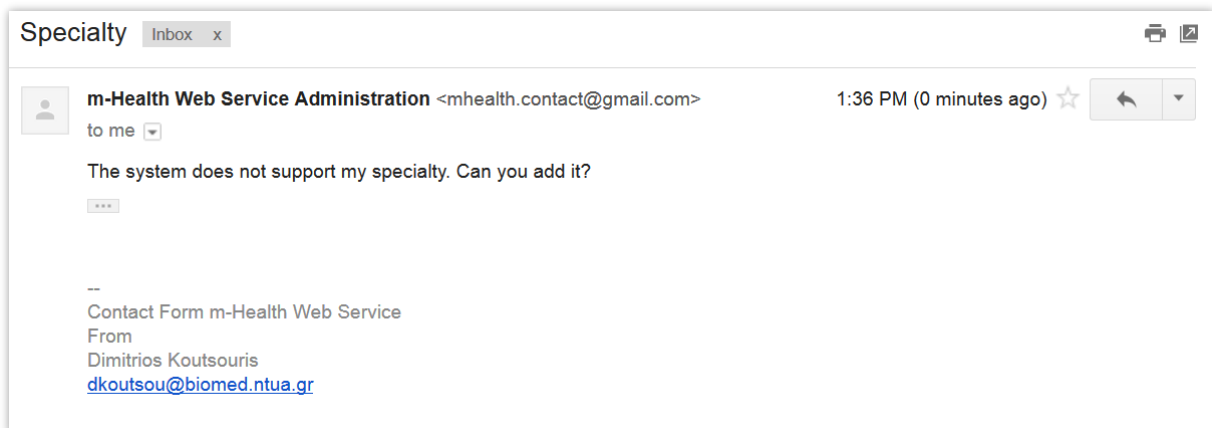 Specialty Inbox x
m-Health Web Service Administration <mhealth.contact@gmail.com> 1:36 PM (0 minutes ago)
to me
The system does not support my specialty. Can you add it?
...
--
Contact Form m-Health Web Service
From
Dimitrios Koutsouris
dkoutsou@biomed.ntua.gr